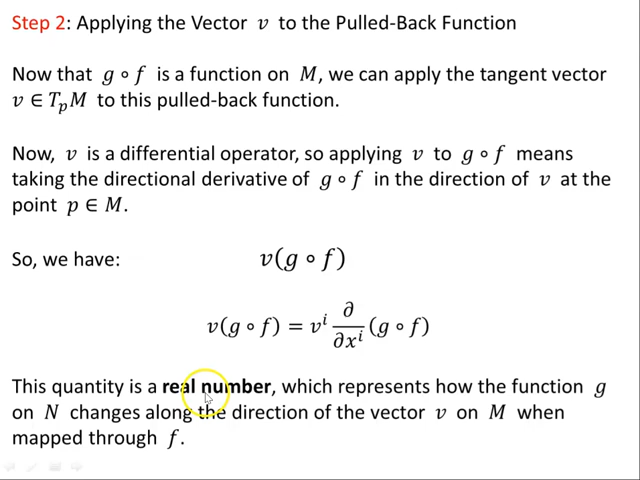 Step 2: Applying the Vector v to the Pulled-Back Function
Now that g ∘ f is a function on M, we can apply the tangent vector
v ∈ TₚM to this pulled-back function.
Now, v is a differential operator, so applying v to g ∘ f means
taking the directional derivative of g ∘ f in the direction of v at the
point p ∈ M.
So, we have: v(g ∘ f)
v(g ∘ f) = vⁱ ∂/∂xⁱ (g ∘ f)
This quantity is a real number, which represents how the function g
on N changes along the direction of the vector v on M when
mapped through f.